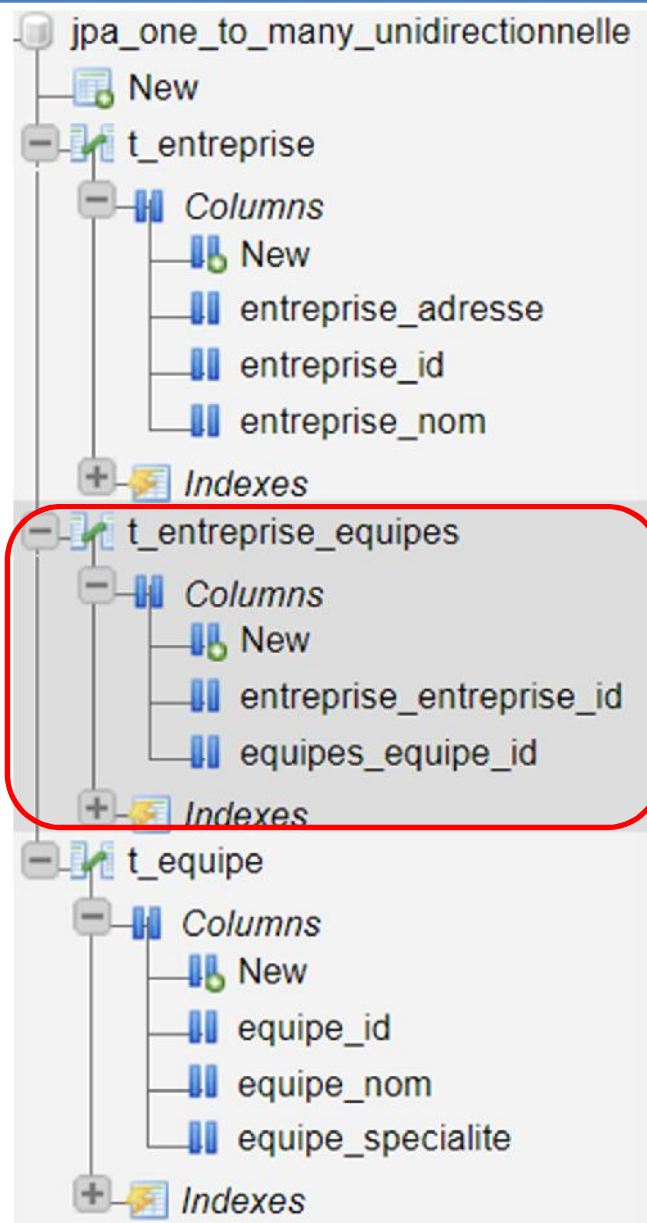 jpa_one_to_many_unidirectionnelle
New
t_entreprise
Columns
New
entreprise_adresse
entreprise_id
entreprise_nom
Indexes
t_entreprise_equipes
Columns
New
entreprise_entreprise_id
equipes_equipe_id
Indexes
t_equipe
Columns
New
equipe_id
equipe_nom
equipe_specialite
Indexes